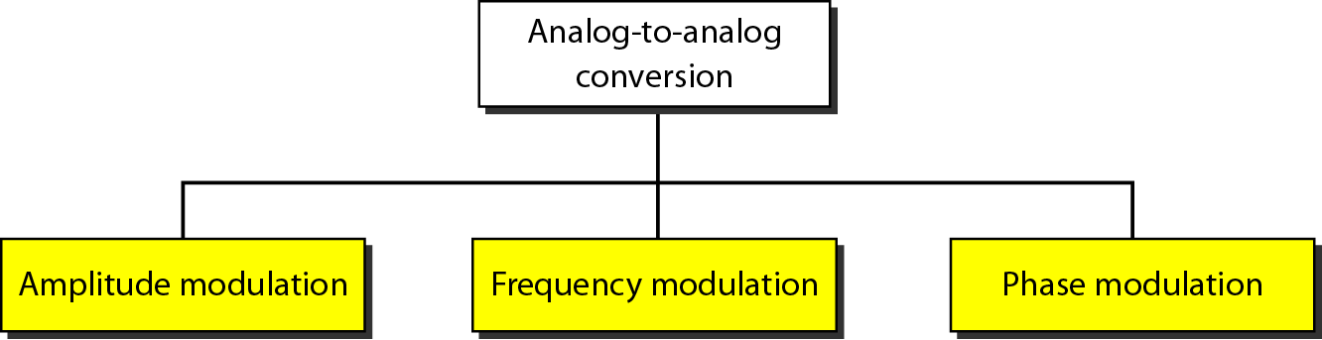 Analog-to-analog
conversion
Amplitude modulation
Frequency modulation
Phase modulation